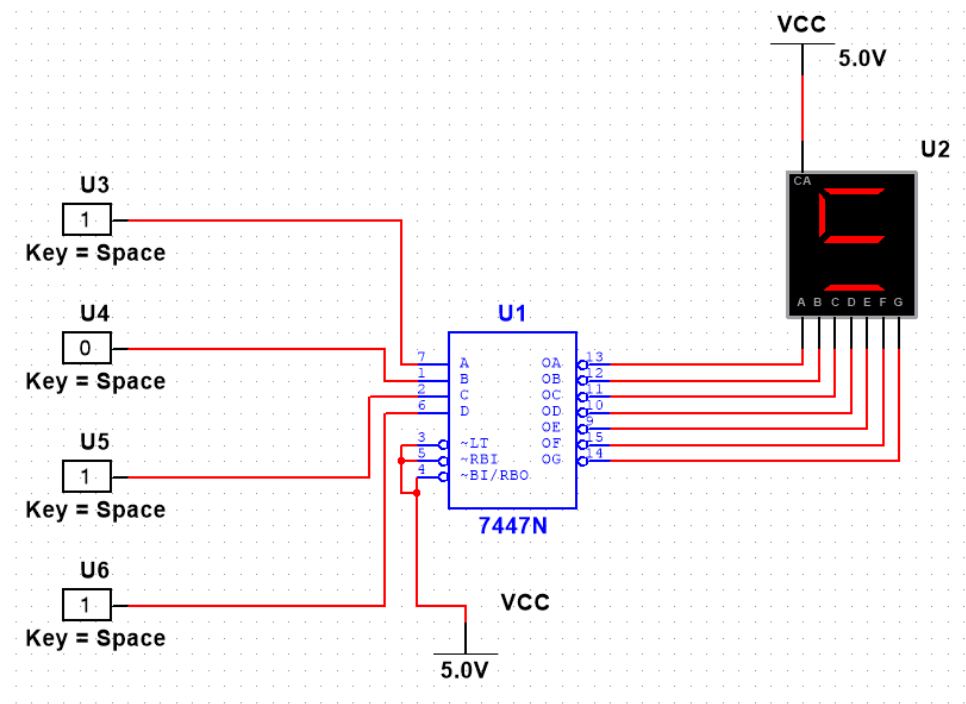 VCC
5.0V
U2
CA
A B C D E F G
U3
1
Key = Space
U4
0
Key = Space
U5
1
Key = Space
U6
1
Key = Space
U1
7 A OA 13
1 B OB 12
2 C OC 11
6 D OD 10
OE 9
3 ~LT OF 15
5 ~RBI OG 14
4 ~BI/RBO
7447N
VCC
5.0V